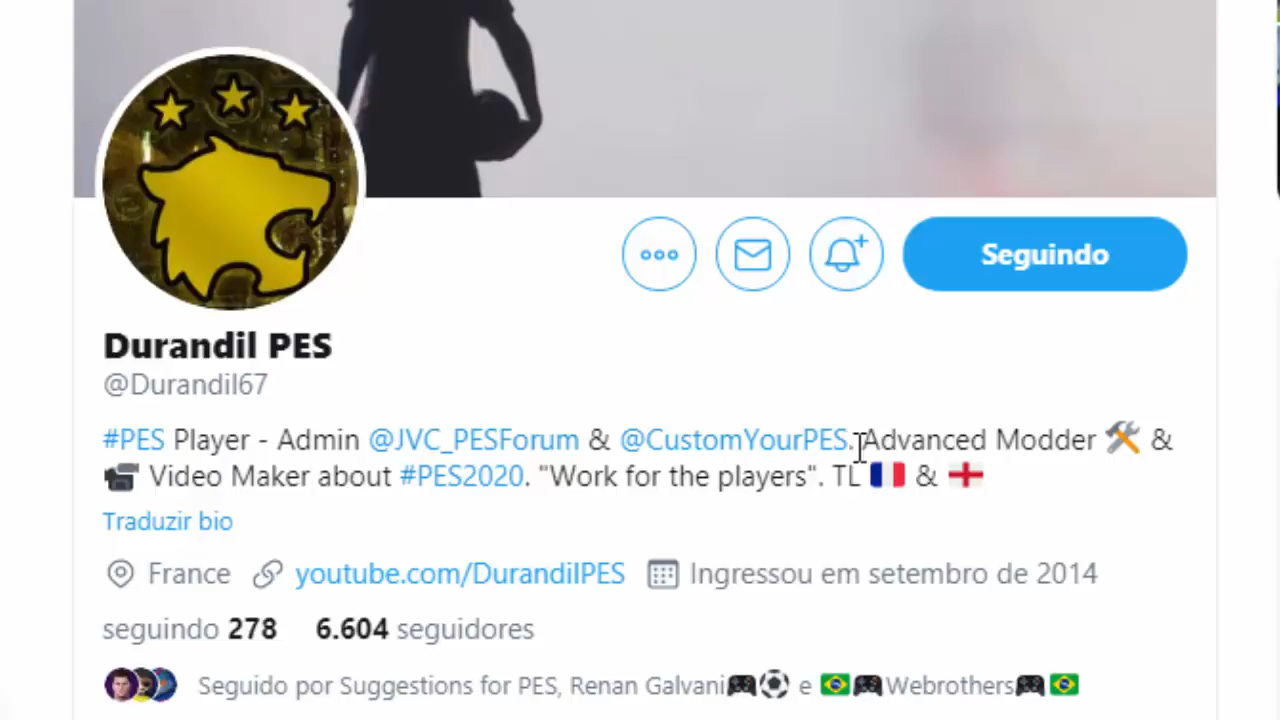 Seguindo
Durandil PES
@Durandil67
#PES Player - Admin @JVC_PESForum & @CustomYourPES. Advanced Modder 🛠 &
📹 Video Maker about #PES2020. "Work for the players". TL 🇫🇷 & 🏴󠁧󠁢󠁥󠁮󠁧󠁿
Traduzir bio
France youtube.com/DurandilPES Ingressou em setembro de 2014
seguindo 278 6.604 seguidores
Seguido por Suggestions for PES, Renan Galvani🎮⚽ e 🇧🇷🎮Webrothers🎮🇧🇷